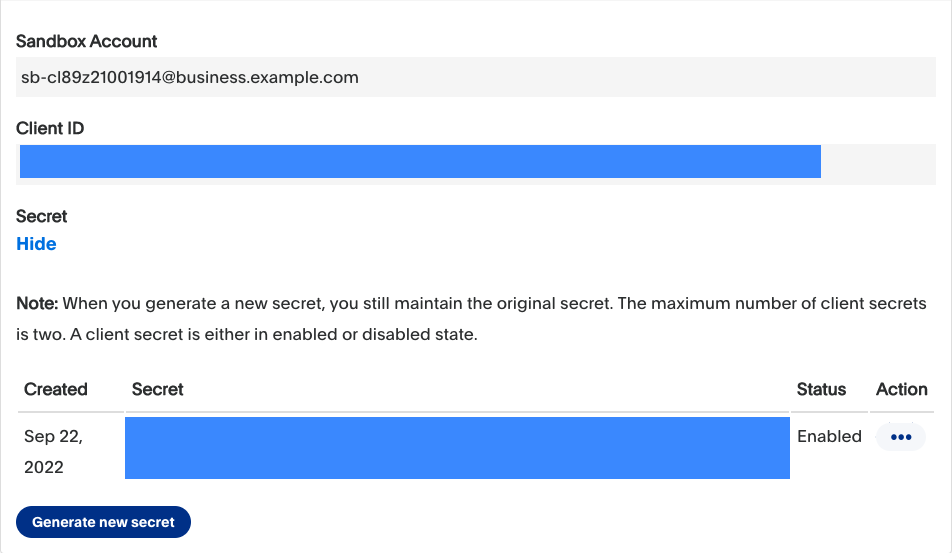 Sandbox Account
sb-cl89z21001914@business.example.com
Client ID
Secret
Hide
Note: When you generate a new secret, you still maintain the original secret. The maximum number of client secrets
is two. A client secret is either in enabled or disabled state.
Created Secret Status Action
Sep 22, Enabled •••
2022
Generate new secret